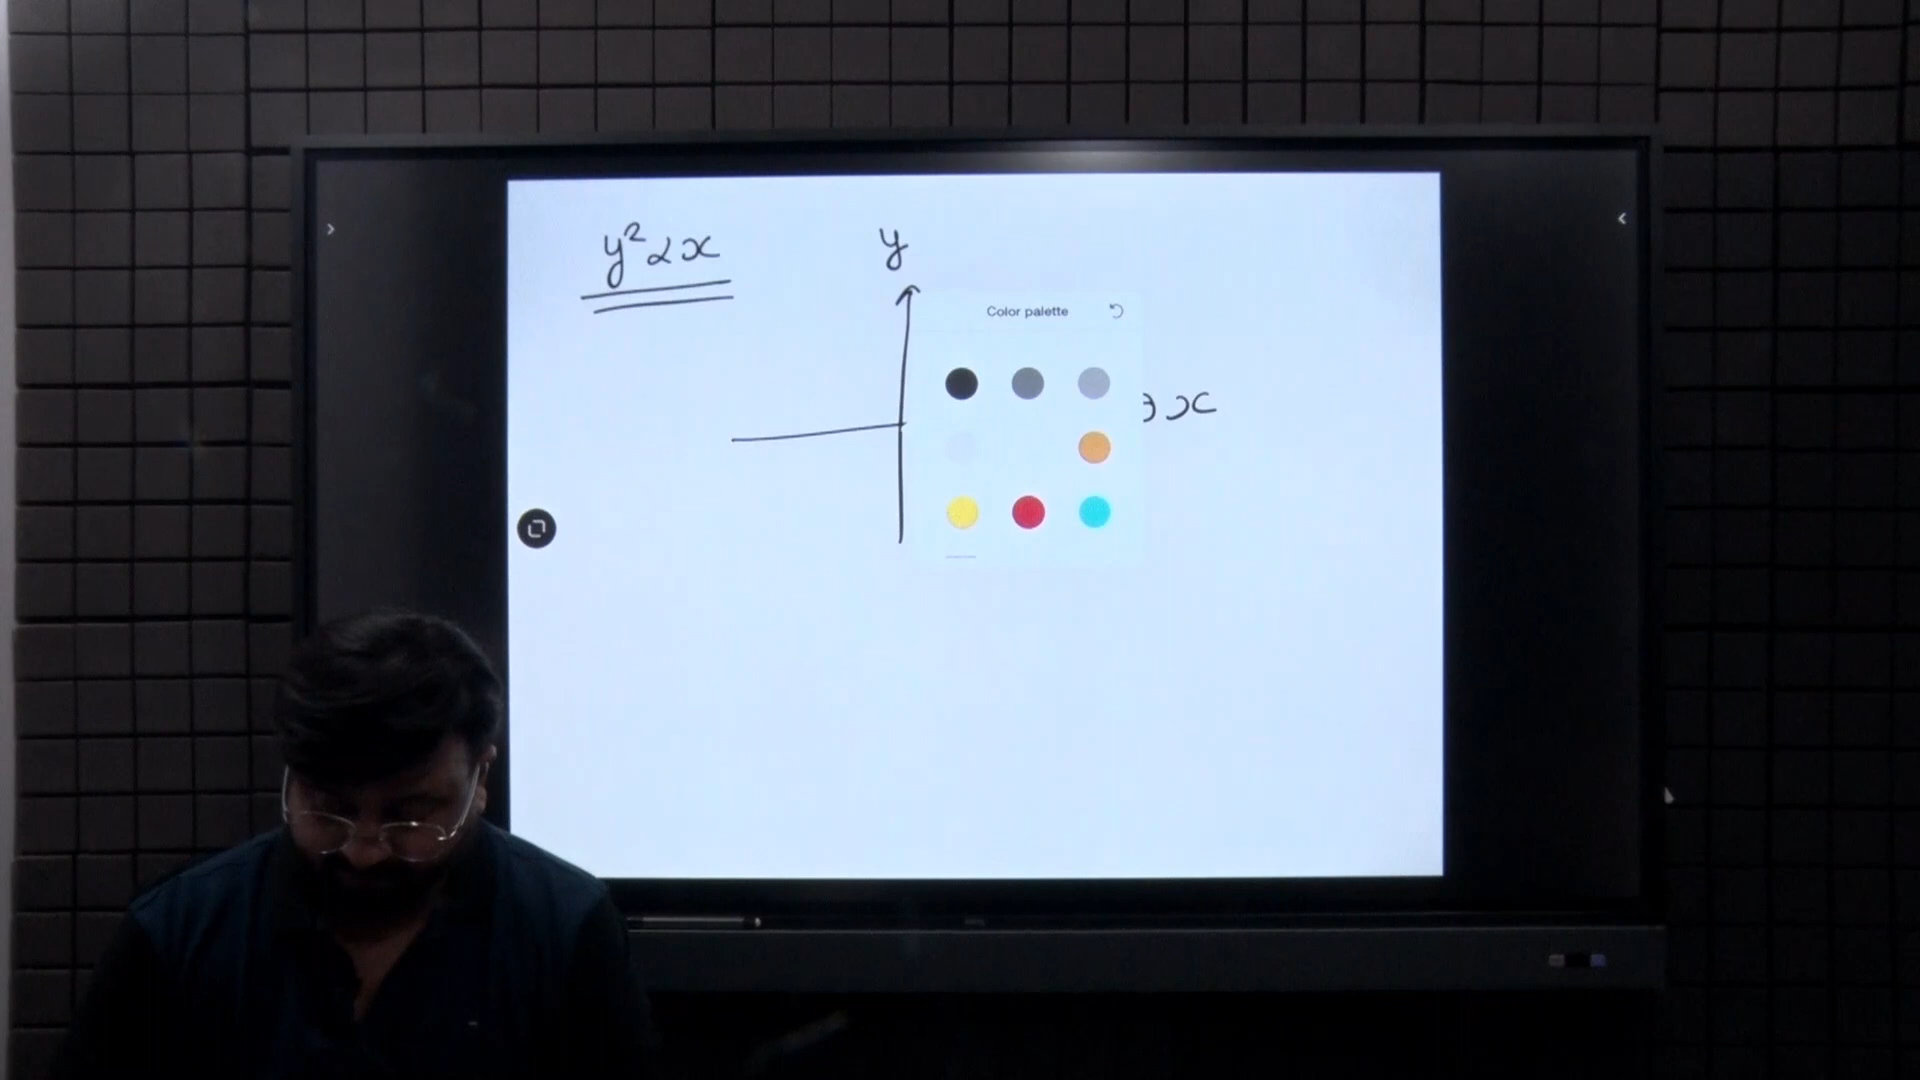 y² α x
y
Color palette
x